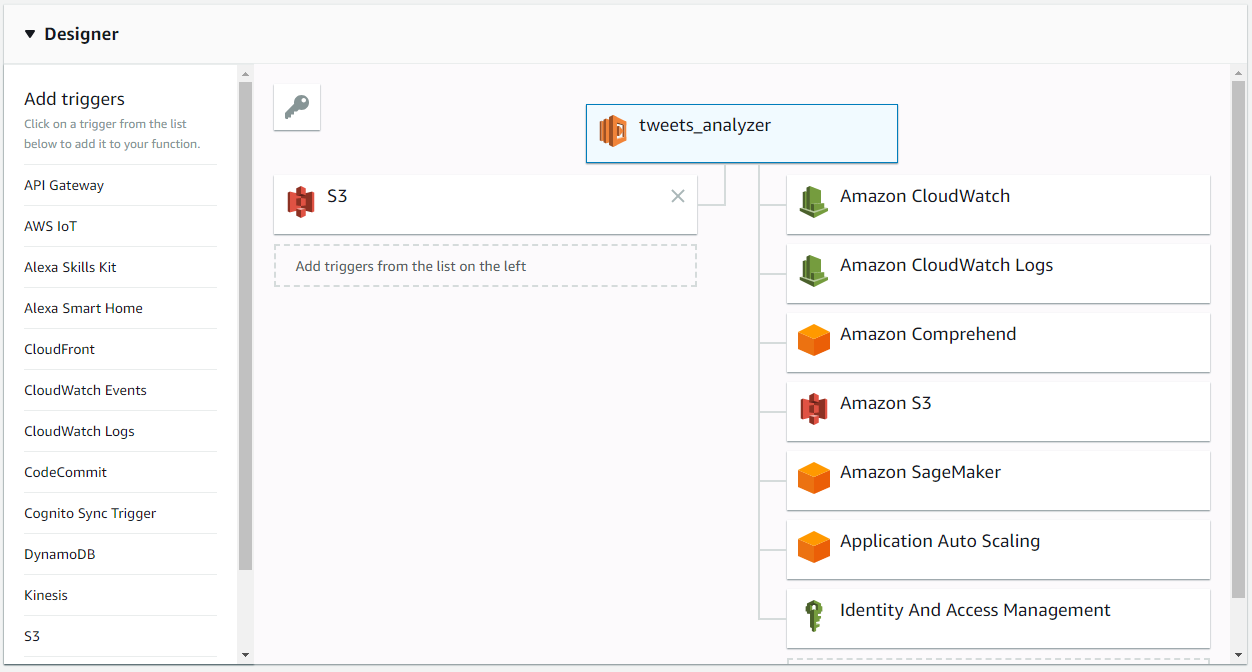 Designer
Add triggers
Click on a trigger from the list
below to add it to your function.
API Gateway
AWS IoT
Alexa Skills Kit
Alexa Smart Home
CloudFront
CloudWatch Events
CloudWatch Logs
CodeCommit
Cognito Sync Trigger
DynamoDB
Kinesis
S3
tweets_analyzer
S3
Add triggers from the list on the left
Amazon CloudWatch
Amazon CloudWatch Logs
Amazon Comprehend
Amazon S3
Amazon SageMaker
Application Auto Scaling
Identity And Access Management